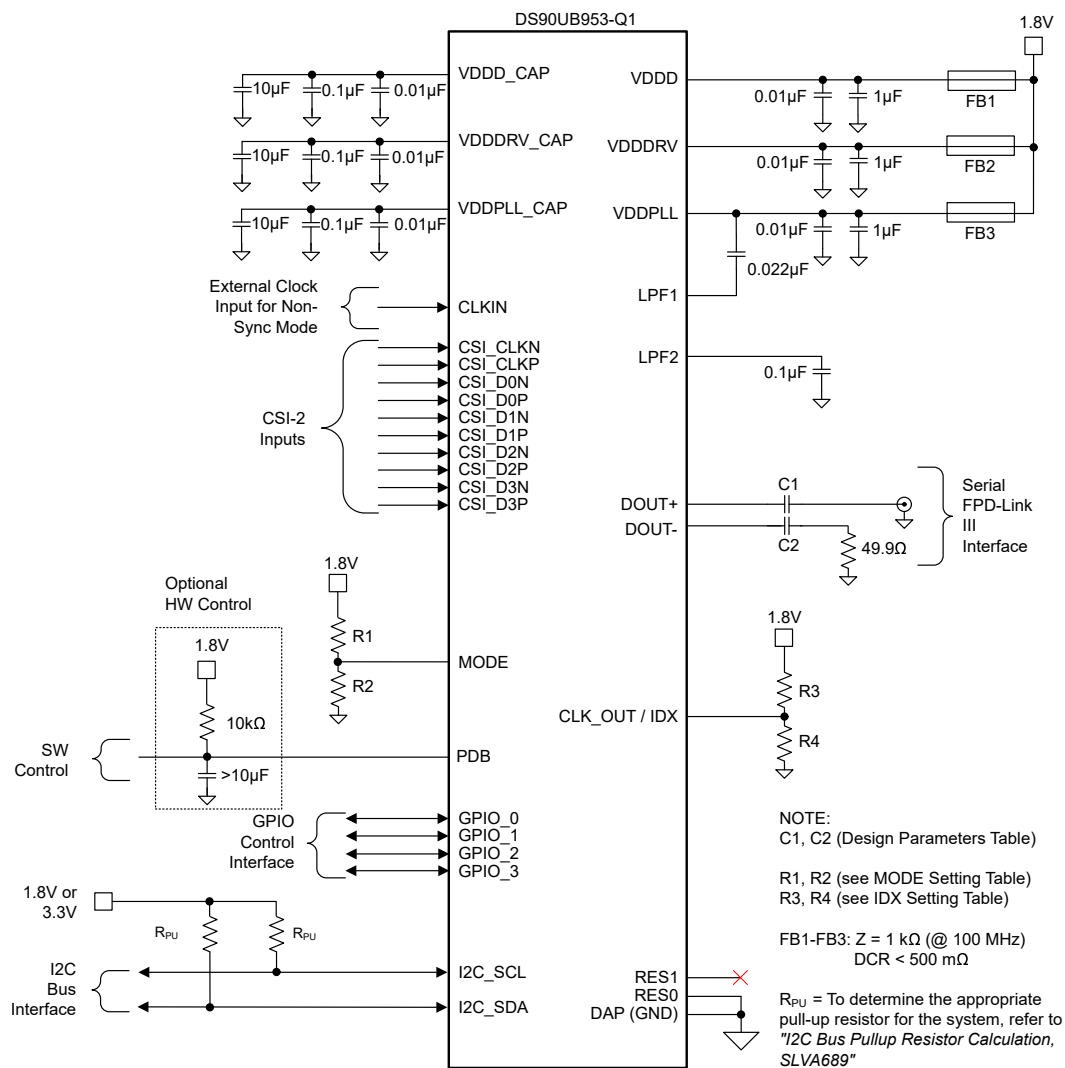 DS90UB953-Q1
1.8V
VDDD_CAP
10µF
0.1µF
0.01µF
VDDDRV_CAP
10µF
0.1µF
0.01µF
VDDPLL_CAP
10µF
0.1µF
0.01µF
External Clock
Input for Non-
Sync Mode
CLKIN
CSI-2
Inputs
CSI_CLKN
CSI_CLKP
CSI_D0N
CSI_D0P
CSI_D1N
CSI_D1P
CSI_D2N
CSI_D2P
CSI_D3N
CSI_D3P
1.8V
R1
R2
MODE
Optional
HW Control
1.8V
10kΩ
>10µF
SW
Control
PDB
GPIO
Control
Interface
GPIO_0
GPIO_1
GPIO_2
GPIO_3
1.8V or
3.3V
RPU
RPU
I2C
Bus
Interface
I2C_SCL
I2C_SDA
VDDD
0.01µF
1µF
FB1
VDDDRV
0.01µF
1µF
FB2
VDDPLL
0.01µF
1µF
FB3
0.022µF
LPF1
LPF2
0.1µF
DOUT+
DOUT-
C1
C2
49.9Ω
Serial
FPD-Link
III
Interface
1.8V
R3
R4
CLK_OUT / IDX
RES1
RES0
DAP (GND)
NOTE:
C1, C2 (Design Parameters Table)
R1, R2 (see MODE Setting Table)
R3, R4 (see IDX Setting Table)
FB1-FB3: Z = 1 kΩ (@ 100 MHz)
DCR < 500 mΩ
RPU = To determine the appropriate
pull-up resistor for the system, refer to
"I2C Bus Pullup Resistor Calculation,
SLVA689"